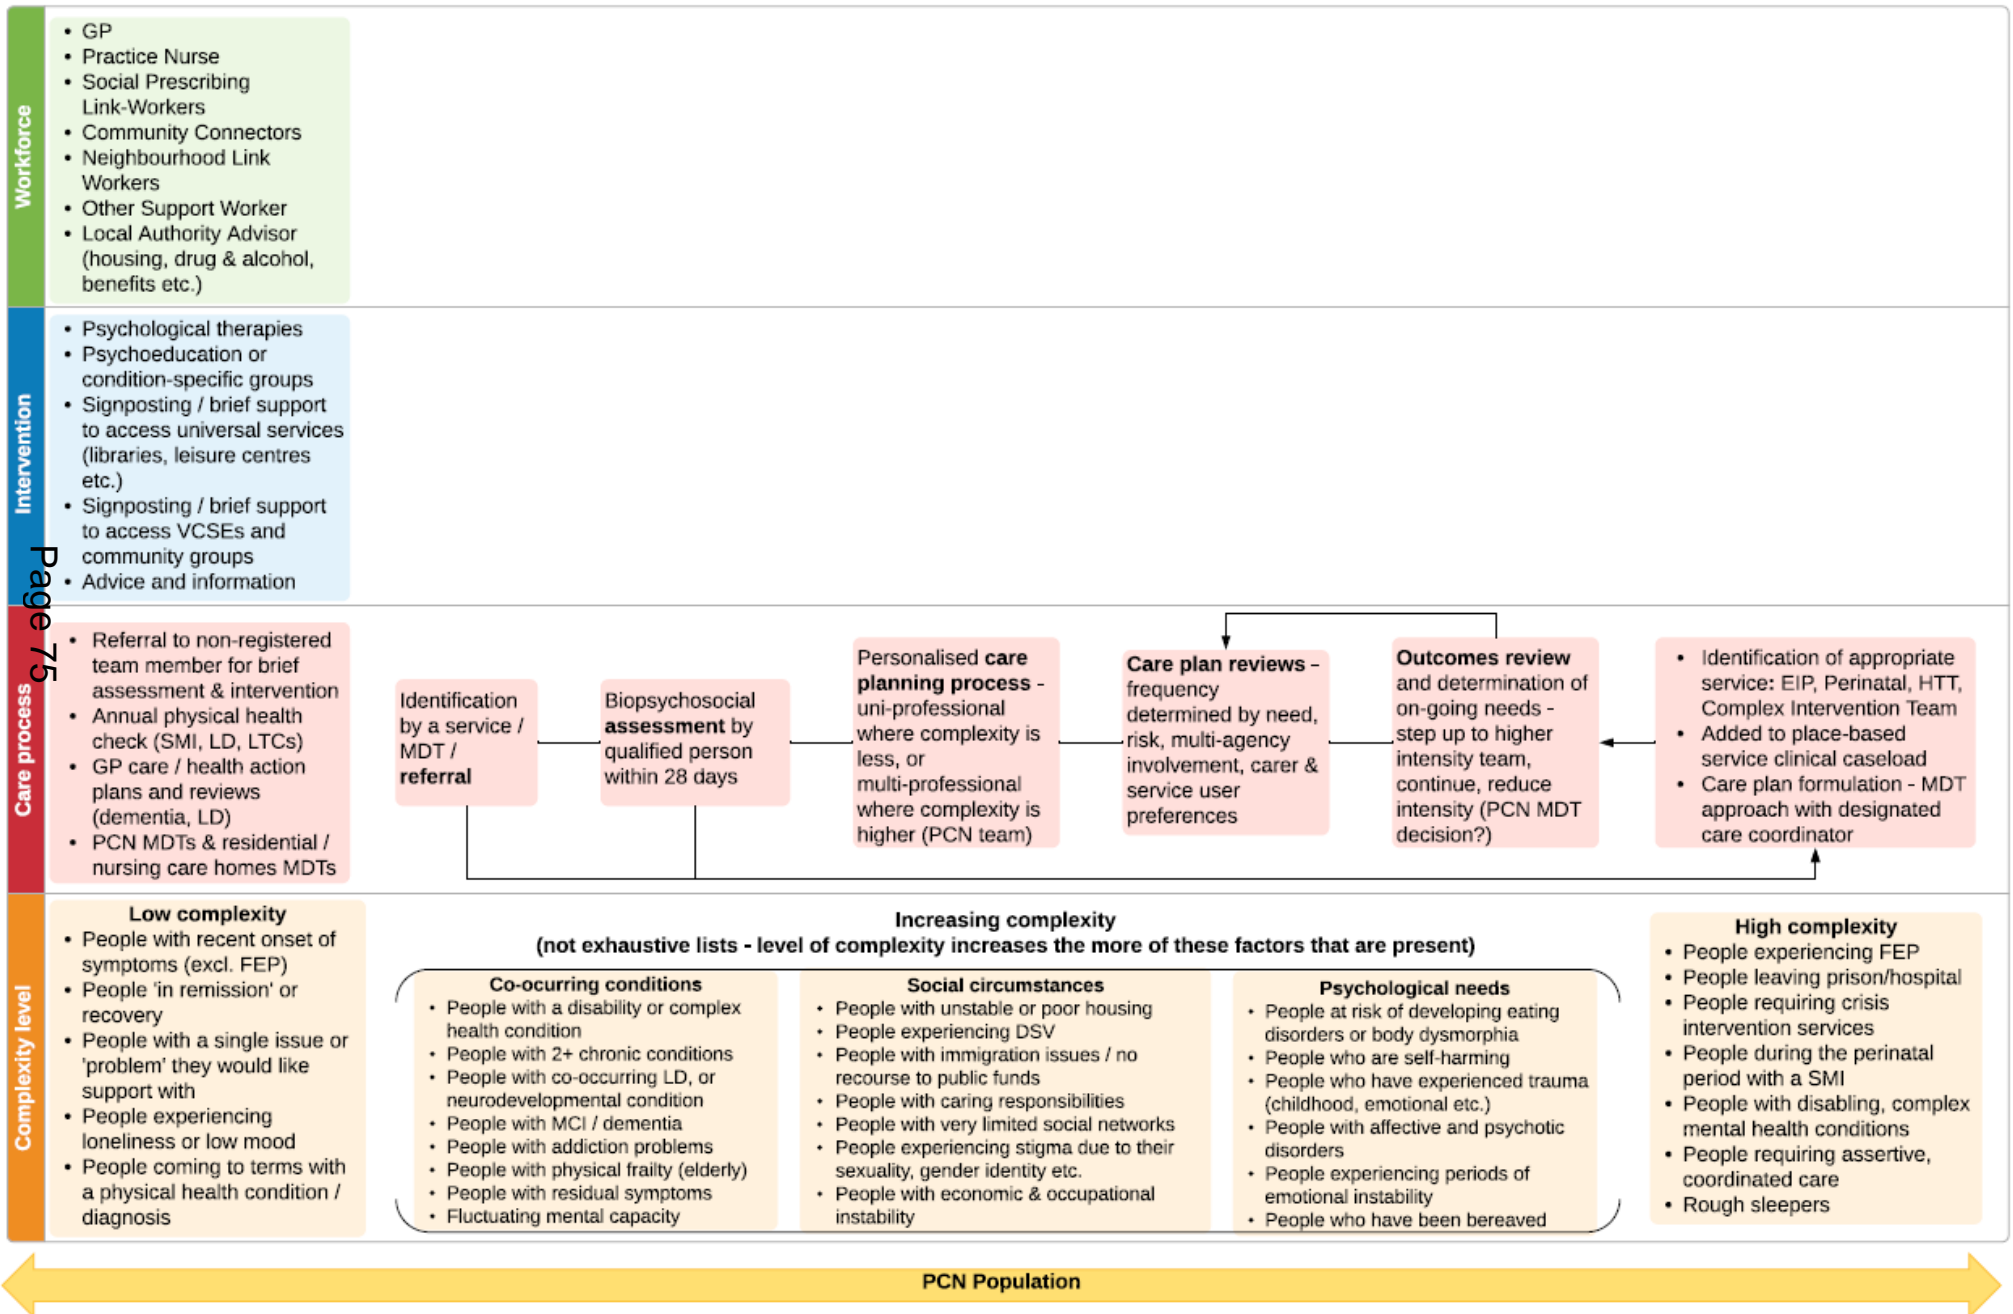 Workforce
• GP
• Practice Nurse
• Social Prescribing
Link-Workers
• Community Connectors
• Neighbourhood Link
Workers
• Other Support Worker
• Local Authority Advisor
(housing, drug & alcohol,
benefits etc.)
Intervention
• Psychological therapies
• Psychoeducation or
condition-specific groups
• Signposting / brief support
to access universal services
(libraries, leisure centres
etc.)
• Signposting / brief support
to access VCSEs and
community groups
• Advice and information
Page 75
Care process
• Referral to non-registered
team member for brief
assessment & intervention
• Annual physical health
check (SMI, LD, LTCs)
• GP care / health action
plans and reviews
(dementia, LD)
• PCN MDTs & residential /
nursing care homes MDTs
Identification
by a service /
MDT /
referral
Biopsychosocial
assessment by
qualified person
within 28 days
Personalised care
planning process -
uni-professional
where complexity is
less, or
multi-professional
where complexity is
higher (PCN team)
Care plan reviews –
frequency
determined by need,
risk, multi-agency
involvement, carer &
service user
preferences
Outcomes review
and determination of
on-going needs -
step up to higher
intensity team,
continue, reduce
intensity (PCN MDT
decision?)
• Identification of appropriate
service: EIP, Perinatal, HTT,
Complex Intervention Team
• Added to place-based
service clinical caseload
• Care plan formulation - MDT
approach with designated
care coordinator
Complexity level
Low complexity
• People with recent onset of
symptoms (excl. FEP)
• People 'in remission' or
recovery
• People with a single issue or
'problem' they would like
support with
• People experiencing
loneliness or low mood
• People coming to terms with
a physical health condition /
diagnosis
Increasing complexity
(not exhaustive lists - level of complexity increases the more of these factors that are present)
Co-ocurring conditions
• People with a disability or complex
health condition
• People with 2+ chronic conditions
• People with co-occurring LD, or
neurodevelopmental condition
• People with MCI / dementia
• People with addiction problems
• People with physical frailty (elderly)
• People with residual symptoms
• Fluctuating mental capacity
Social circumstances
• People with unstable or poor housing
• People experiencing DSV
• People with immigration issues / no
recourse to public funds
• People with caring responsibilities
• People with very limited social networks
• People experiencing stigma due to their
sexuality, gender identity etc.
• People with economic & occupational
instability
Psychological needs
• People at risk of developing eating
disorders or body dysmorphia
• People who are self-harming
• People who have experienced trauma
(childhood, emotional etc.)
• People with affective and psychotic
disorders
• People experiencing periods of
emotional instability
• People who have been bereaved
High complexity
• People experiencing FEP
• People leaving prison/hospital
• People requiring crisis
intervention services
• People during the perinatal
period with a SMI
• People with disabling, complex
mental health conditions
• People requiring assertive,
coordinated care
• Rough sleepers
PCN Population